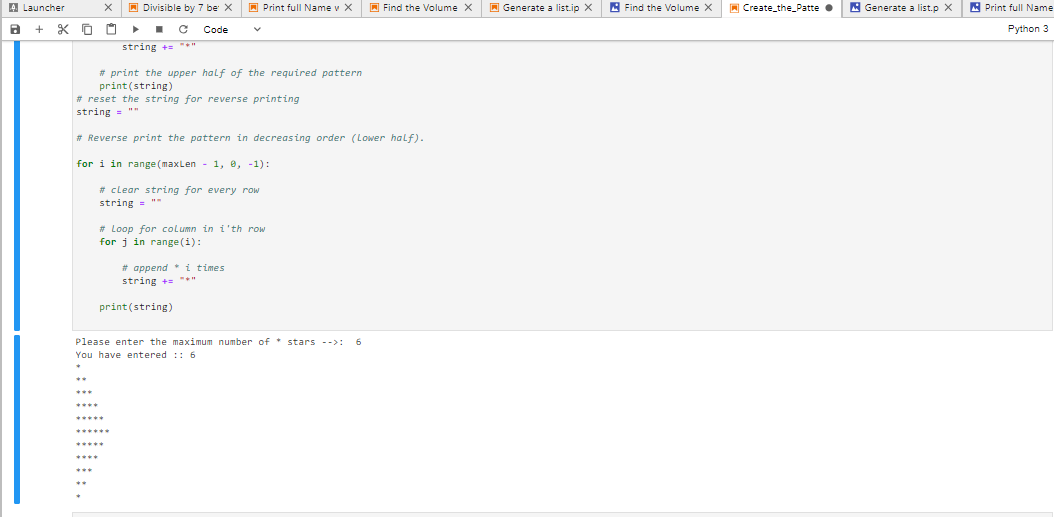 Launcher
Divisible by 7 be
Print full Name v
Find the Volume
Generate a list.ip
Find the Volume
Create_the_Patte
Generate a list.p
Print full Name
Code
Python 3
string += "*"
# print the upper half of the required pattern
print(string)
# reset the string for reverse printing
string = ""
# Reverse print the pattern in decreasing order (lower half).
for i in range(maxLen - 1, 0, -1):
# clear string for every row
string = ""
# Loop for column in i'th row
for j in range(i):
# append * i times
string += "*"
print(string)
Please enter the maximum number of * stars -->: 6
You have entered :: 6
*
**
***
****
*****
******
*****
****
***
**
*